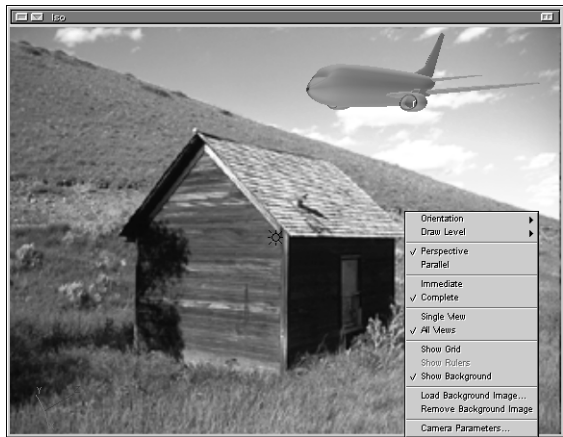 Iso
Orientation
Draw Level
Perspective
Parallel
Immediate
Complete
Single View
All Views
Show Grid
Show Rulers
Show Background
Load Background Image...
Remove Background Image
Camera Parameters...